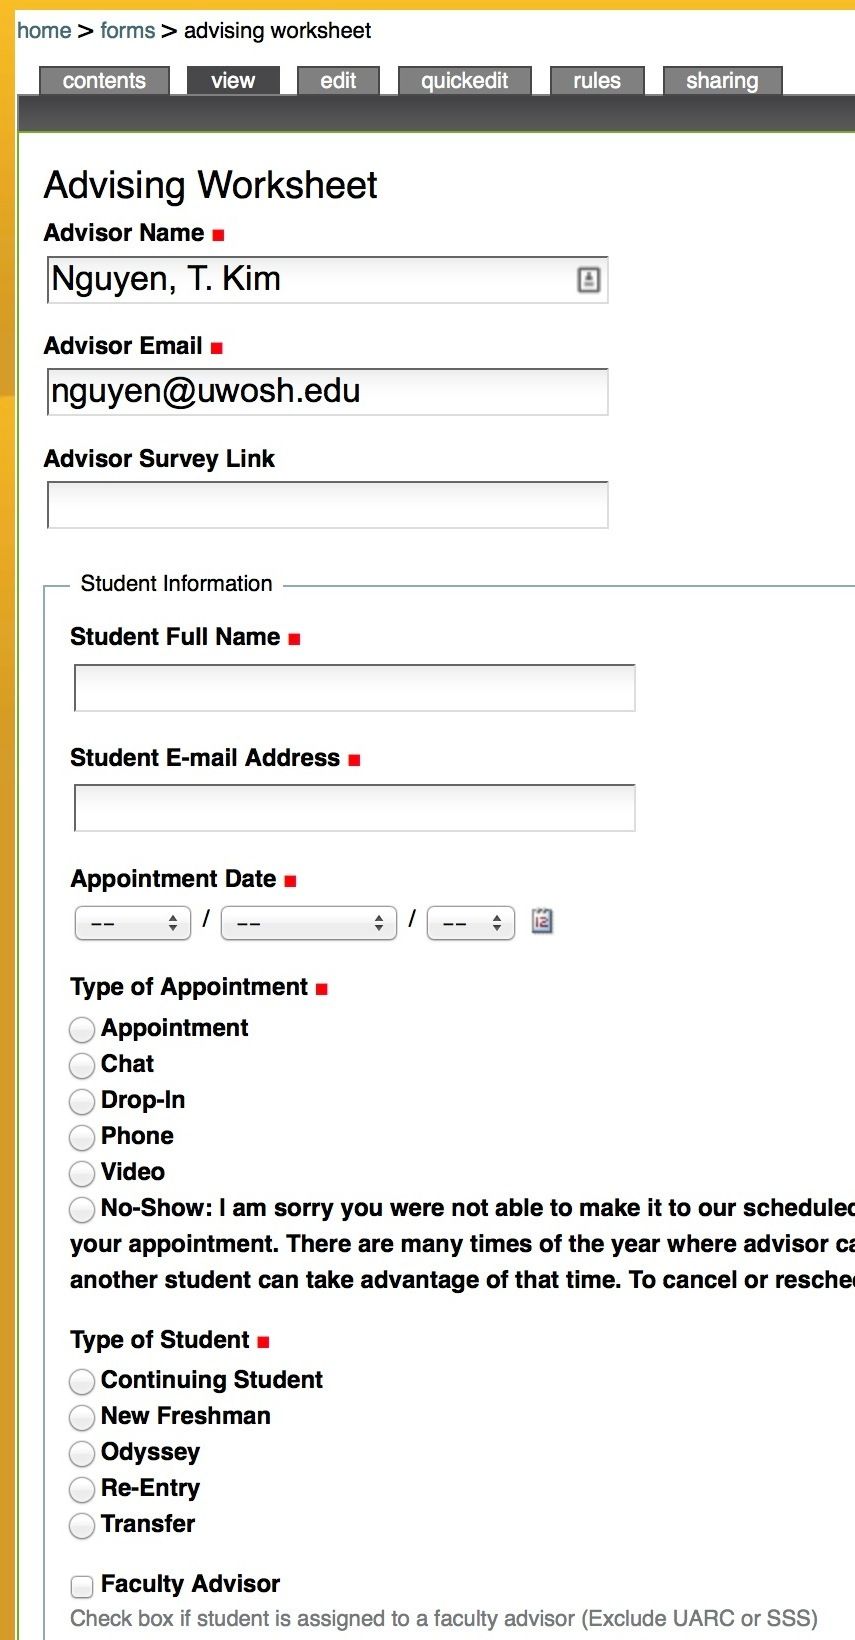 home > forms > advising worksheet
contents view edit quickedit rules sharing
Advising Worksheet
Advisor Name
Nguyen, T. Kim
Advisor Email
nguyen@uwosh.edu
Advisor Survey Link
Student Information
Student Full Name
Student E-mail Address
Appointment Date
-- / -- / -- 12
Type of Appointment
Appointment
Chat
Drop-In
Phone
Video
No-Show: I am sorry you were not able to make it to our scheduled
your appointment. There are many times of the year where advisor ca
another student can take advantage of that time. To cancel or resche
Type of Student
Continuing Student
New Freshman
Odyssey
Re-Entry
Transfer
Faculty Advisor
Check box if student is assigned to a faculty advisor (Exclude UARC or SSS)